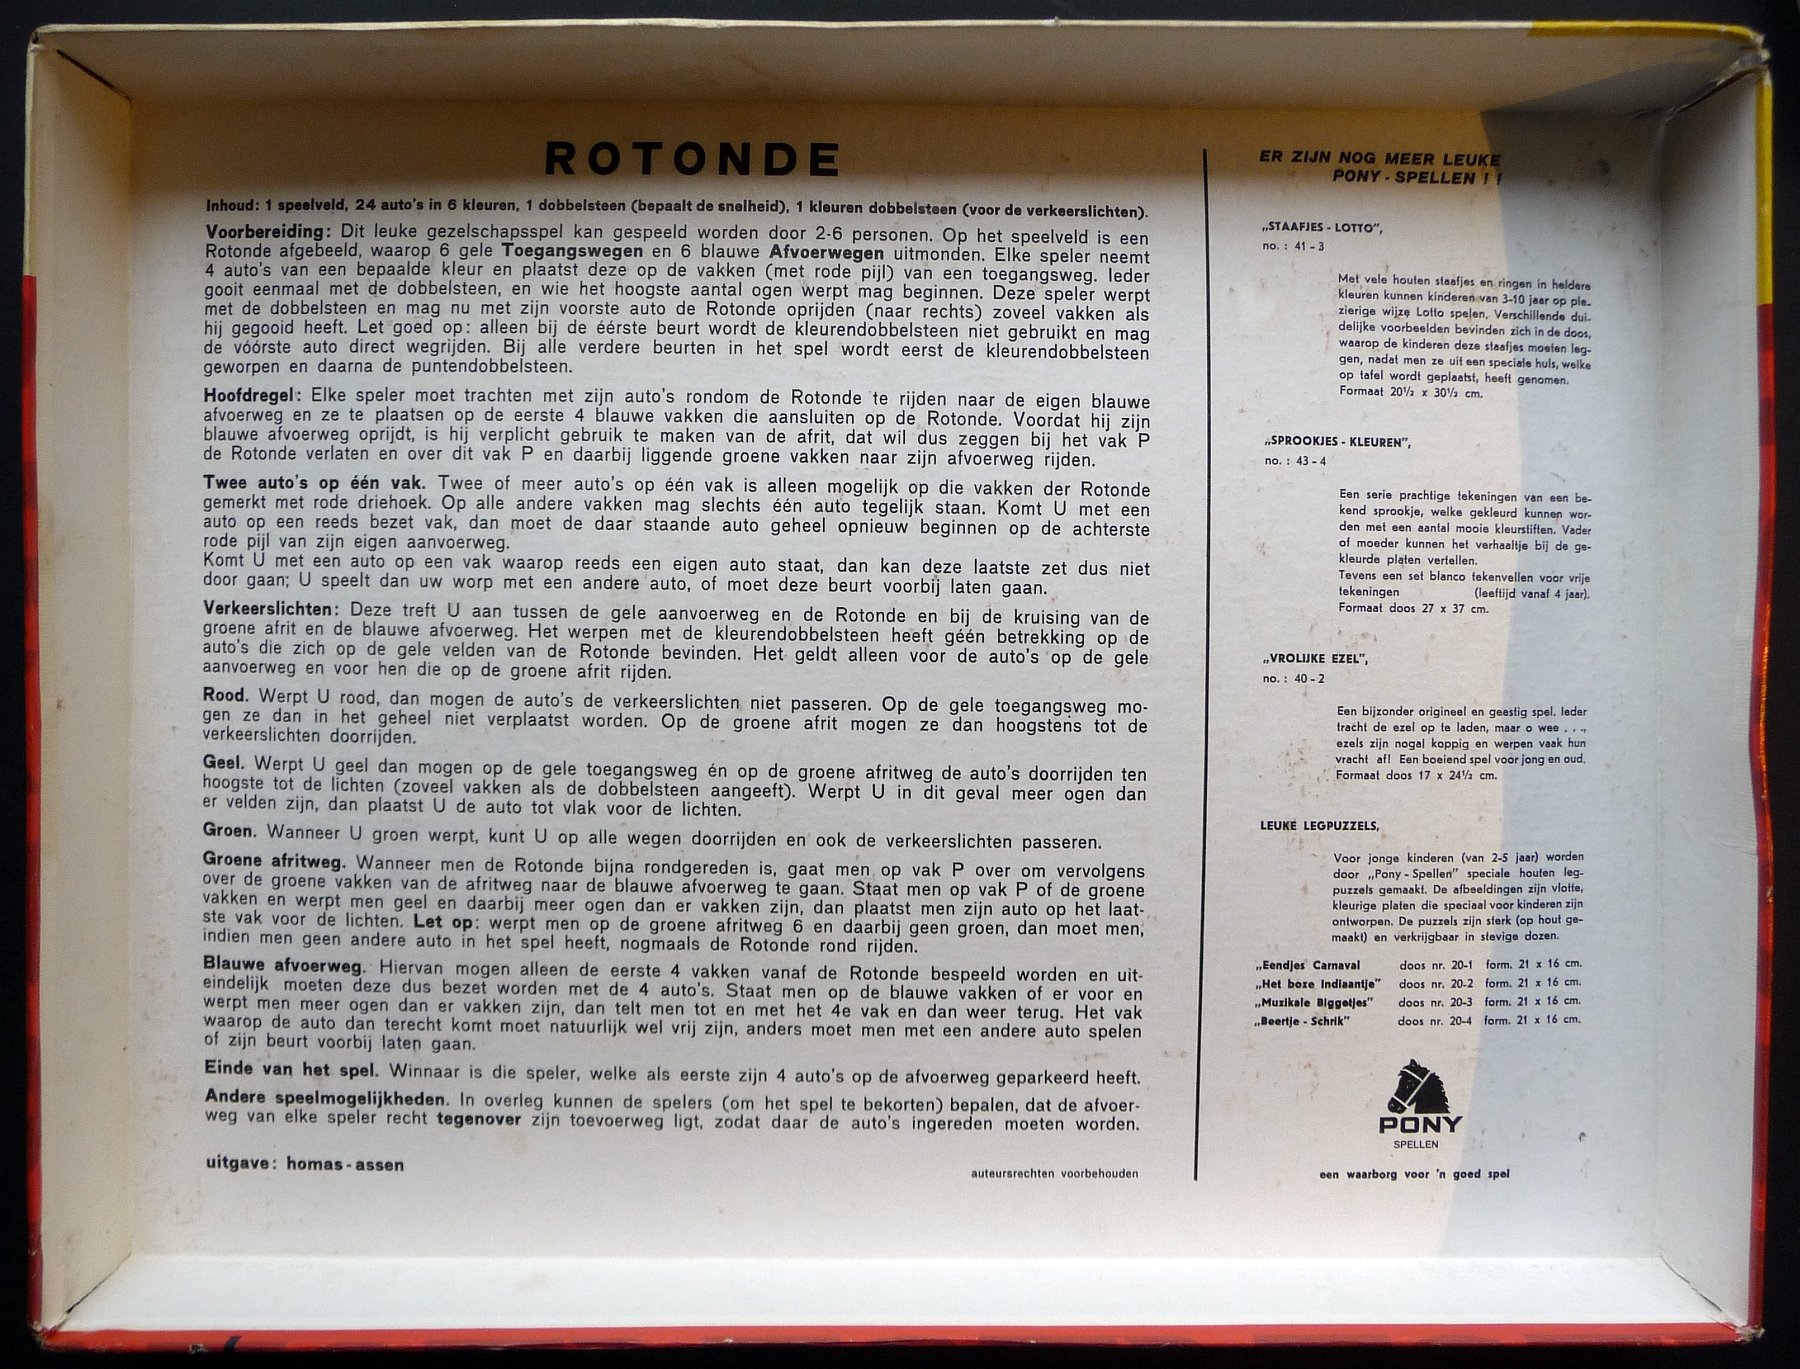 ROTONDE
Inhoud: 1 speelveld, 24 auto's in 6 kleuren, 1 dobbelsteen (bepaalt de snelheid), 1 kleuren dobbelsteen (voor de verkeerslichten).
Voorbereiding: Dit leuke gezelschapsspel kan gespeeld worden door 2-6 personen. Op het speelveld is een
Rotonde afgebeeld, waarop 6 gele Toegangswegen en 6 blauwe Afvoerwegen uitmonden. Elke speler neemt
4 auto's van een bepaalde kleur en plaatst deze op de vakken (met rode pijl) van een toegangsweg. Ieder
gooit eenmaal met de dobbelsteen, en wie het hoogste aantal ogen werpt mag beginnen. Deze speler werpt
met de dobbelsteen en mag nu met zijn voorste auto de Rotonde oprijden (naar rechts) zoveel vakken als
hij gegooid heeft. Let goed op: alleen bij de éérste beurt wordt de kleurendobbelsteen niet gebruikt en mag
de vóórste auto direct wegrijden. Bij alle verdere beurten in het spel wordt eerst de kleurendobbelsteen
geworpen en daarna de puntendobbelsteen.
Hoofdregel: Elke speler moet trachten met zijn auto's rondom de Rotonde te rijden naar de eigen blauwe
afvoerweg en ze te plaatsen op de eerste 4 blauwe vakken die aansluiten op de Rotonde. Voordat hij zijn
blauwe afvoerweg oprijdt, is hij verplicht gebruik te maken van de afrit, dat wil dus zeggen bij het vak P
de Rotonde verlaten en over dit vak P en daarbij liggende groene vakken naar zijn afvoerweg rijden.
Twee auto's op één vak. Twee of meer auto's op één vak is alleen mogelijk op die vakken der Rotonde
gemerkt met rode driehoek. Op alle andere vakken mag slechts één auto tegelijk staan. Komt U met een
auto op een reeds bezet vak, dan moet de daar staande auto geheel opnieuw beginnen op de achterste
rode pijl van zijn eigen aanvoerweg.
Komt U met een auto op een vak waarop reeds een eigen auto staat, dan kan deze laatste zet dus niet
door gaan; U speelt dan uw worp met een andere auto, of moet deze beurt voorbij laten gaan.
Verkeerslichten: Deze treft U aan tussen de gele aanvoerweg en de Rotonde en bij de kruising van de
groene afrit en de blauwe afvoerweg. Het werpen met de kleurendobbelsteen heeft géén betrekking op de
auto's die zich op de gele velden van de Rotonde bevinden. Het geldt alleen voor de auto's op de gele
aanvoerweg en voor hen die op de groene afrit rijden.
Rood. Werpt U rood, dan mogen de auto's de verkeerslichten niet passeren. Op de gele toegangsweg mo-
gen ze dan in het geheel niet verplaatst worden. Op de groene afrit mogen ze dan hoogstens tot de
verkeerslichten doorrijden.
Geel. Werpt U geel dan mogen op de gele toegangsweg én op de groene afritweg de auto's doorrijden ten
hoogste tot de lichten (zoveel vakken als de dobbelsteen aangeeft). Werpt U in dit geval meer ogen dan
er velden zijn, dan plaatst U de auto tot vlak voor de lichten.
Groen. Wanneer U groen werpt, kunt U op alle wegen doorrijden en ook de verkeerslichten passeren.
Groene afritweg. Wanneer men de Rotonde bijna rondgereden is, gaat men op vak P over om vervolgens
over de groene vakken van de afritweg naar de blauwe afvoerweg te gaan. Staat men op vak P of de groene
vakken en werpt men geel en daarbij meer ogen dan er vakken zijn, dan plaatst men zijn auto op het laat-
ste vak voor de lichten. Let op: werpt men op de groene afritweg 6 en daarbij geen groen, dan moet men,
indien men geen andere auto in het spel heeft, nogmaals de Rotonde rond rijden.
Blauwe afvoerweg. Hiervan mogen alleen de eerste 4 vakken vanaf de Rotonde bespeeld worden en uit-
eindelijk moeten deze dus bezet worden met de 4 auto's. Staat men op de blauwe vakken of er voor en
werpt men meer ogen dan er vakken zijn, dan telt men tot en met het 4e vak en dan weer terug. Het vak
waarop de auto dan terecht komt moet natuurlijk wel vrij zijn, anders moet men met een andere auto spelen
of zijn beurt voorbij laten gaan.
Einde van het spel. Winnaar is die speler, welke als eerste zijn 4 auto's op de afvoerweg geparkeerd heeft.
Andere speelmogelijkheden. In overleg kunnen de spelers (om het spel te bekorten) bepalen, dat de afvoer-
weg van elke speler recht tegenover zijn toevoerweg ligt, zodat daar de auto's ingereden moeten worden.
uitgave: homas-assen
auteursrechten voorbehouden
ER ZIJN NOG MEER LEUKE
PONY - SPELLEN ! !
„STAAFJES - LOTTO”,
no. : 41 - 3
Met vele houten staafjes en ringen in heldere
kleuren kunnen kinderen van 3-10 jaar op ple-
zierige wijze Lotto spelen. Verschillende dui-
delijke voorbeelden bevinden zich in de doos,
waarop de kinderen deze staafjes moeten leg-
gen, nadat men ze uit een speciale huls, welke
op tafel wordt geplaatst, heeft genomen.
Formaat 20½ x 30½ cm.
„SPROOKJES - KLEUREN”,
no. : 43 - 4
Een serie prachtige tekeningen van een be-
kend sprookje, welke gekleurd kunnen wor-
den met een aantal mooie kleurstiften. Vader
of moeder kunnen het verhaaltje bij de ge-
kleurde platen vertellen.
Tevens een set blanco tekenvellen voor vrije
tekeningen (leeftijd vanaf 4 jaar).
Formaat doos 27 x 37 cm.
„VROLIJKE EZEL”,
no. : 40 - 2
Een bijzonder origineel en geestig spel. Ieder
tracht de ezel op te laden, maar o wee . . .,
ezels zijn nogal koppig en werpen vaak hun
vracht af! Een boeiend spel voor jong en oud.
Formaat doos 17 x 24½ cm.
LEUKE LEGPUZZELS,
Voor jonge kinderen (van 2-5 jaar) worden
door „Pony - Spellen” speciale houten leg-
puzzels gemaakt. De afbeeldingen zijn vlotte,
kleurige platen die speciaal voor kinderen zijn
ontworpen. De puzzels zijn sterk (op hout ge-
maakt) en verkrijgbaar in stevige dozen.
„Eendjes Carnaval doos nr. 20-1 form. 21 x 16 cm.
„Het boze Indiaantje” doos nr. 20-2 form. 21 x 16 cm.
„Muzikale Biggetjes” doos nr. 20-3 form. 21 x 16 cm.
„Beertje - Schrik” doos nr. 20-4 form. 21 x 16 cm.
PONY
SPELLEN
een waarborg voor 'n goed spel